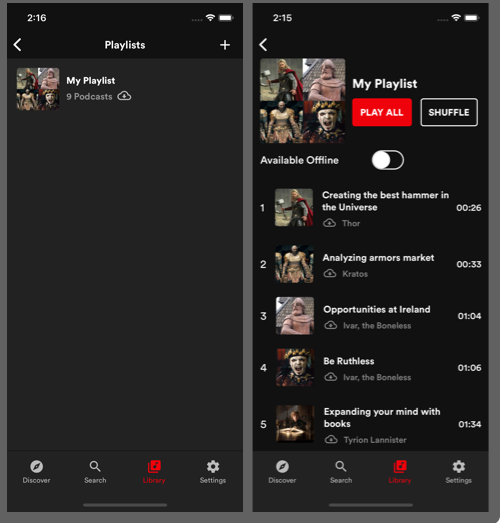 2:16
Playlists
My Playlist
9 Podcasts
Discover
Search
Library
Settings
2:15
My Playlist
PLAY ALL
SHUFFLE
Available Offline
1
Creating the best hammer in
the Universe
00:26
Thor
2
Analyzing armors market
00:33
Kratos
3
Opportunities at Ireland
01:04
Ivar, the Boneless
4
Be Ruthless
01:06
Ivar, the Boneless
5
Expanding your mind with
books
01:34
Tyrion Lannister
Discover
Search
Library
Settings